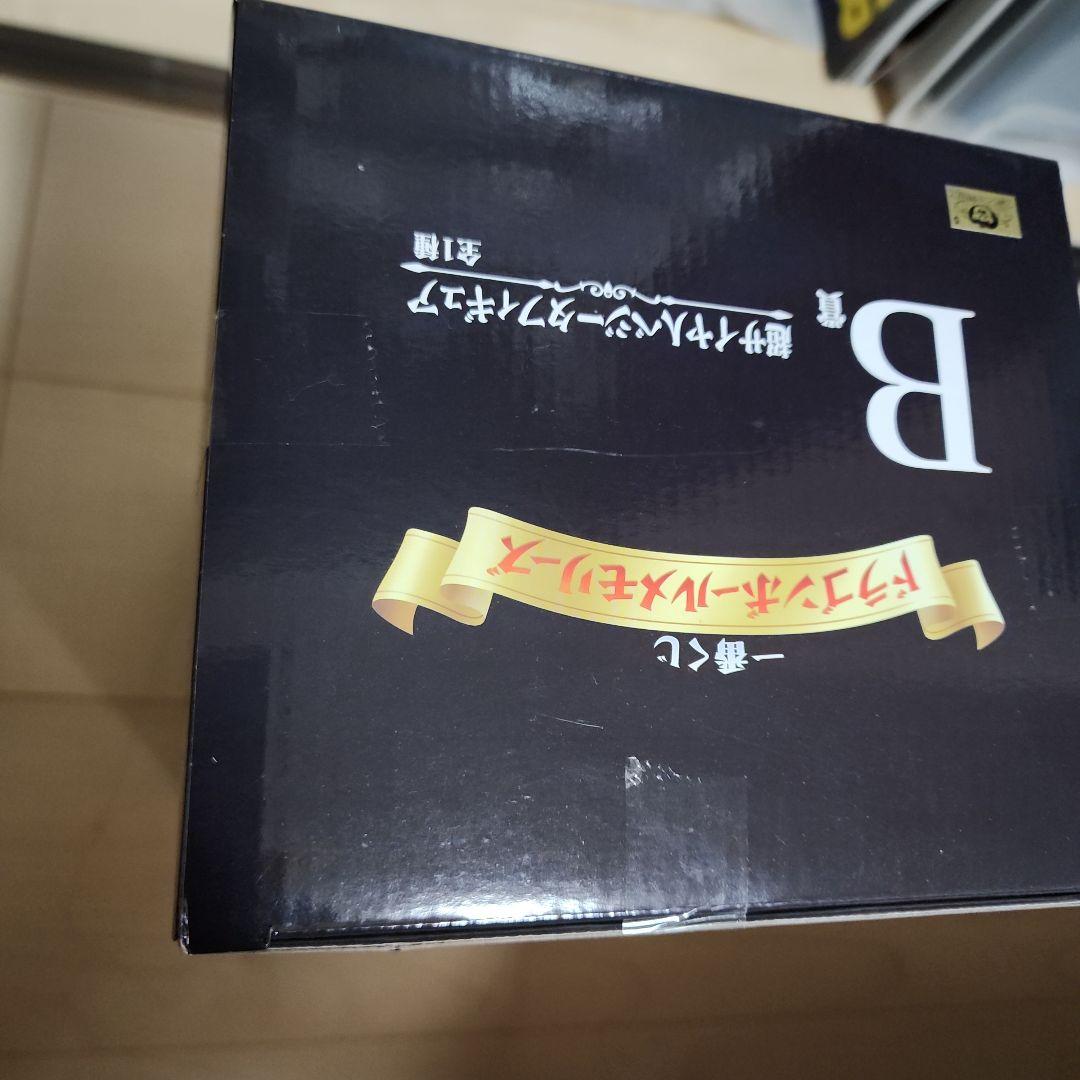 一番くじ
ドラゴンボールメモリーズ
B賞
超サイヤ人ベジータフィギュア
全1種